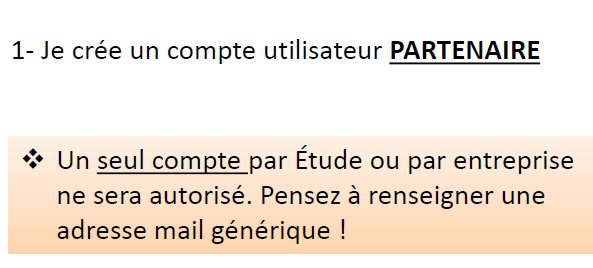 1- Je crée un compte utilisateur PARTENAIRE
❖ Un seul compte par Étude ou par entreprise
ne sera autorisé. Pensez à renseigner une
adresse mail générique !